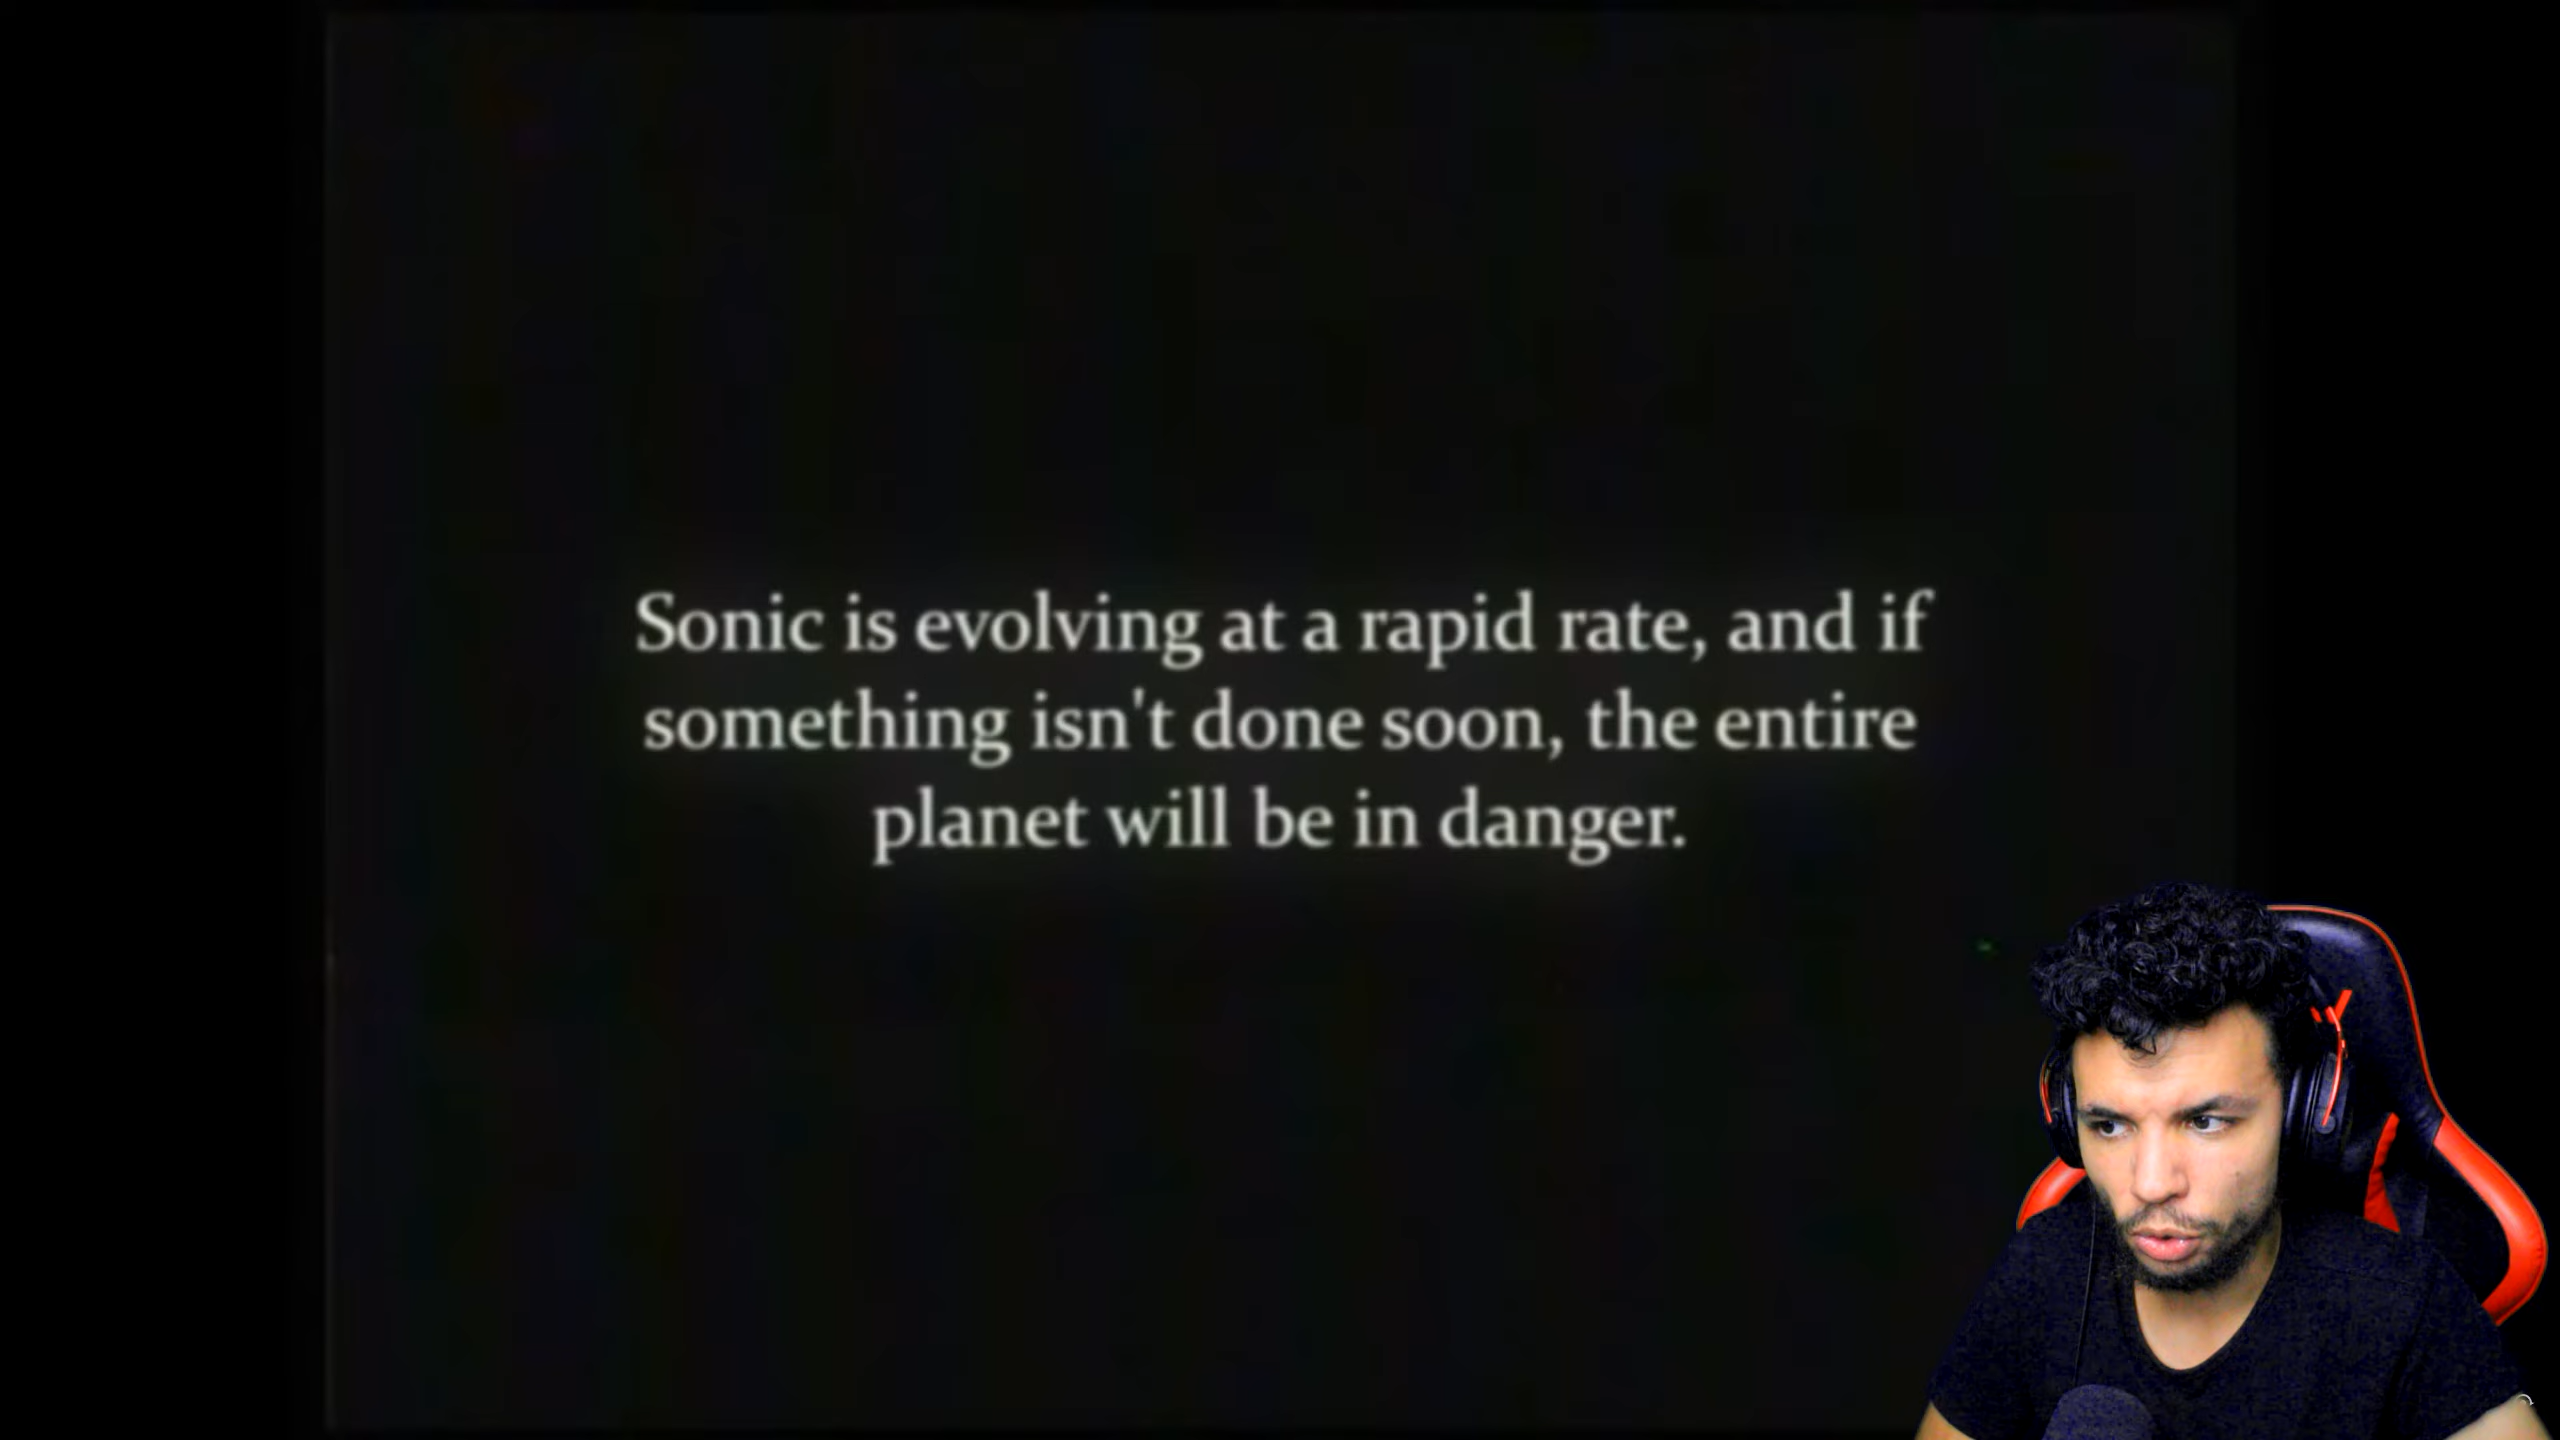 Sonic is evolving at a rapid rate, and if
something isn't done soon, the entire
planet will be in danger.